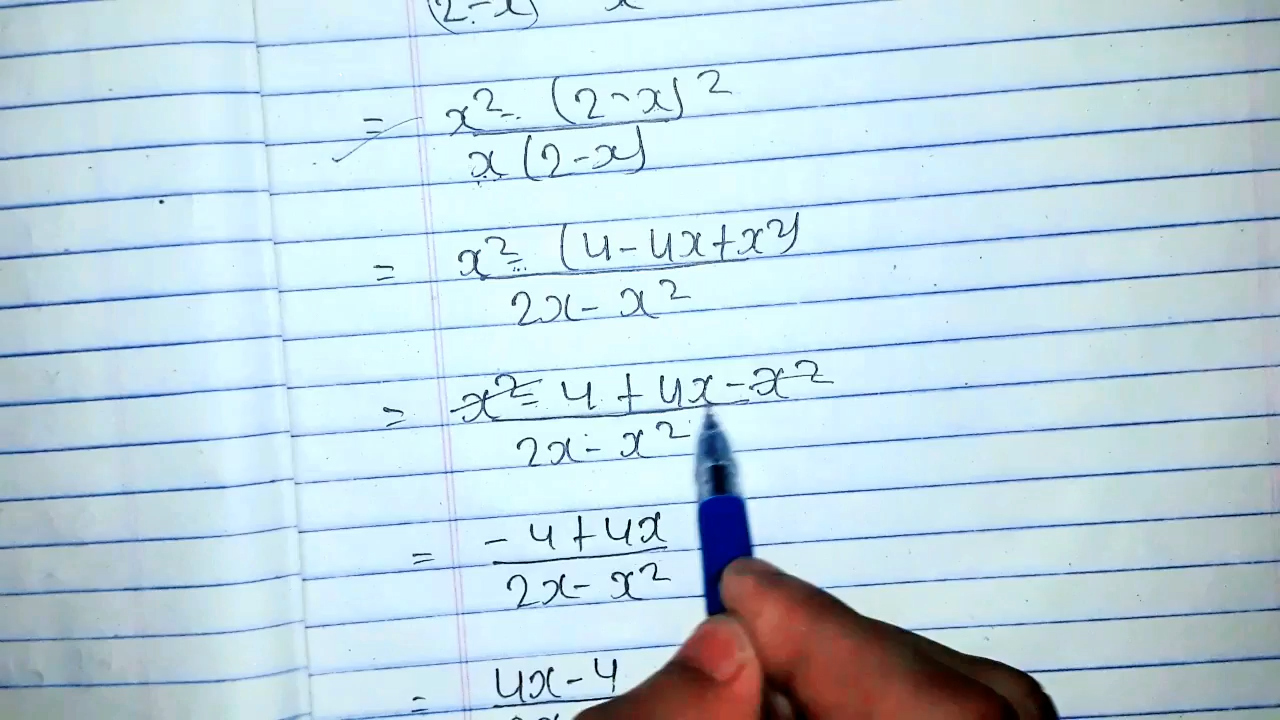 (2-x) x
= x² - (2-x)²
x(2-x)
= x² - (4-4x+x²)
2x - x²
= x² - 4 + 4x - x²
2x - x²
= -4+4x
2x - x²
= 4x-4